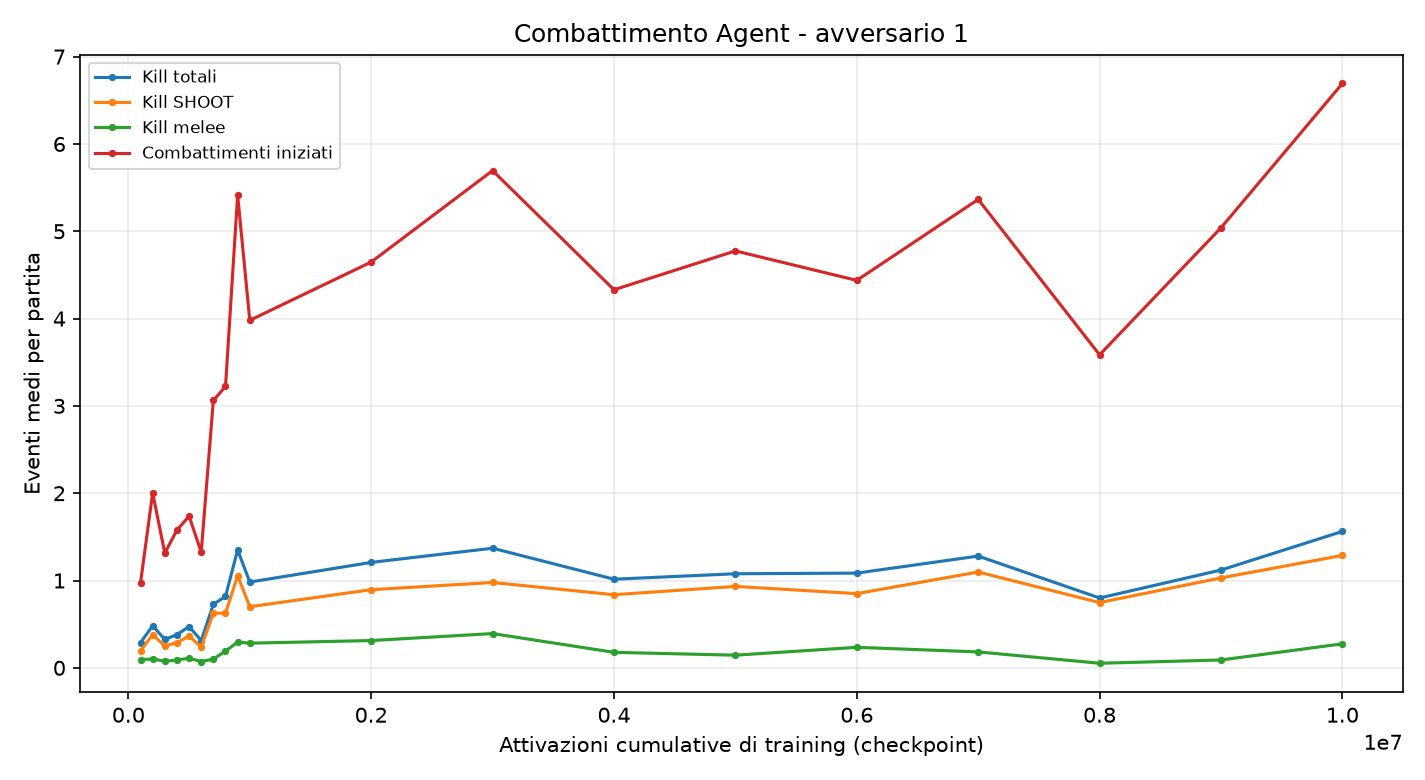 Combattimento Agent - avversario 1
Kill totali
Kill SHOOT
Kill melee
Combattimenti iniziati
Eventi medi per partita
7
6
5
4
3
2
1
0
0.0 0.2 0.4 0.6 0.8 1.0
1e7
Attivazioni cumulative di training (checkpoint)